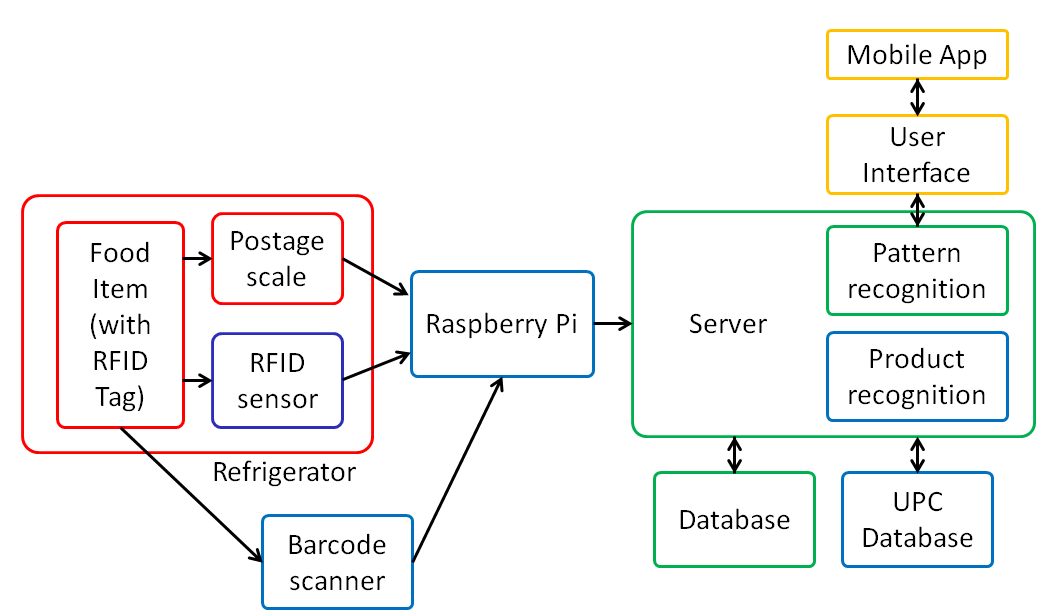 Mobile App
User
Interface
Food
Item
(with
RFID
Tag)
Postage
scale
RFID
sensor
Refrigerator
Barcode
scanner
Raspberry Pi
Server
Pattern
recognition
Product
recognition
Database
UPC
Database